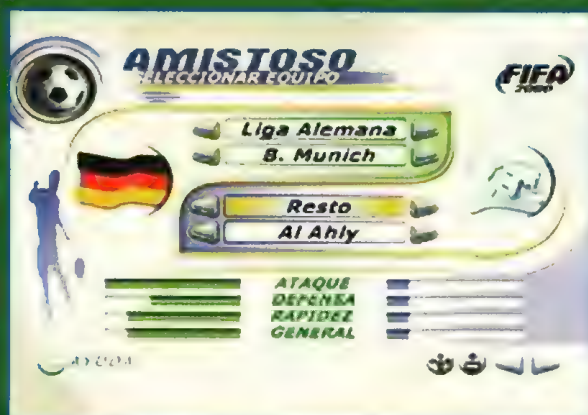 AMISTOSO
SELECCIONAR EQUIPO
FIFA
2000
Liga Alemana
B. Munich
Resto
Al Ahly
ATAQUE
DEFENSA
RAPIDEZ
GENERAL
AYUDA